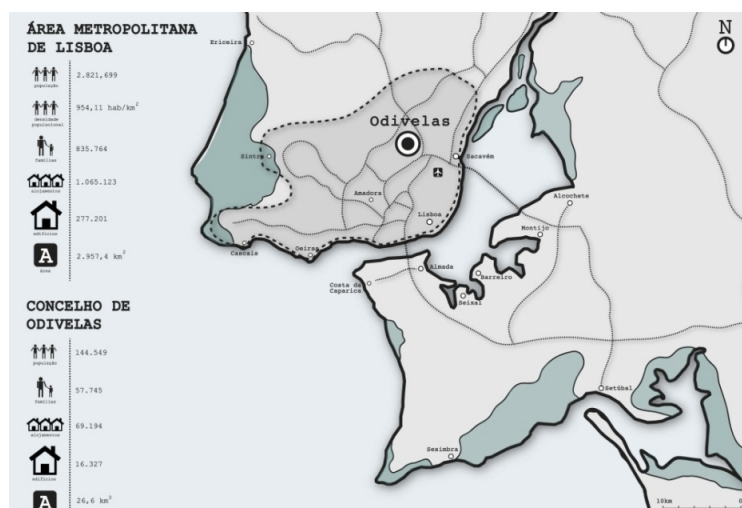 ÁREA METROPOLITANA
DE LISBOA
população
2.821,699
densidade
populacional
954,11 hab/km²
famílias
835.764
alojamentos
1.065.123
edifícios
277.201
A
área
2.957,4 km²
CONCELHO DE
ODIVELAS
população
144.549
famílias
57.745
alojamentos
69.194
edifícios
16.327
A
26,6 km²
N
Ericeira
Odivelas
Sintra
Sacavém
Amadora
Lisboa
Alcochete
Montijo
Cascais
Oeiras
Almada
Costa da
Caparica
Barreiro
Seixal
Setúbal
Sesimbra
10km
0